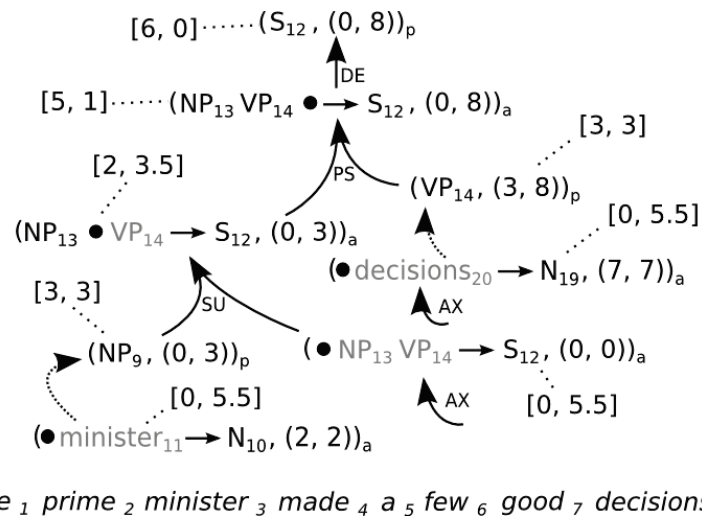 [6, 0] (S12 , (0, 8))p
DE
[5, 1] (NP13 VP14 ● → S12 , (0, 8))a
[3, 3]
[2, 3.5]
PS
(VP14 , (3, 8))p
[0, 5.5]
(NP13 ● VP14 → S12, (0, 3))a
(● decisions20 → N19, (7, 7))a
[3, 3]
SU
AX
(NP9, (0, 3))p
(● NP13 VP14 → S12, (0, 0))a
[0, 5.5]
AX
[0, 5.5]
(● minister11 → N10, (2, 2))a
1 prime 2 minister 3 made 4 a 5 few 6 good 7 decisions